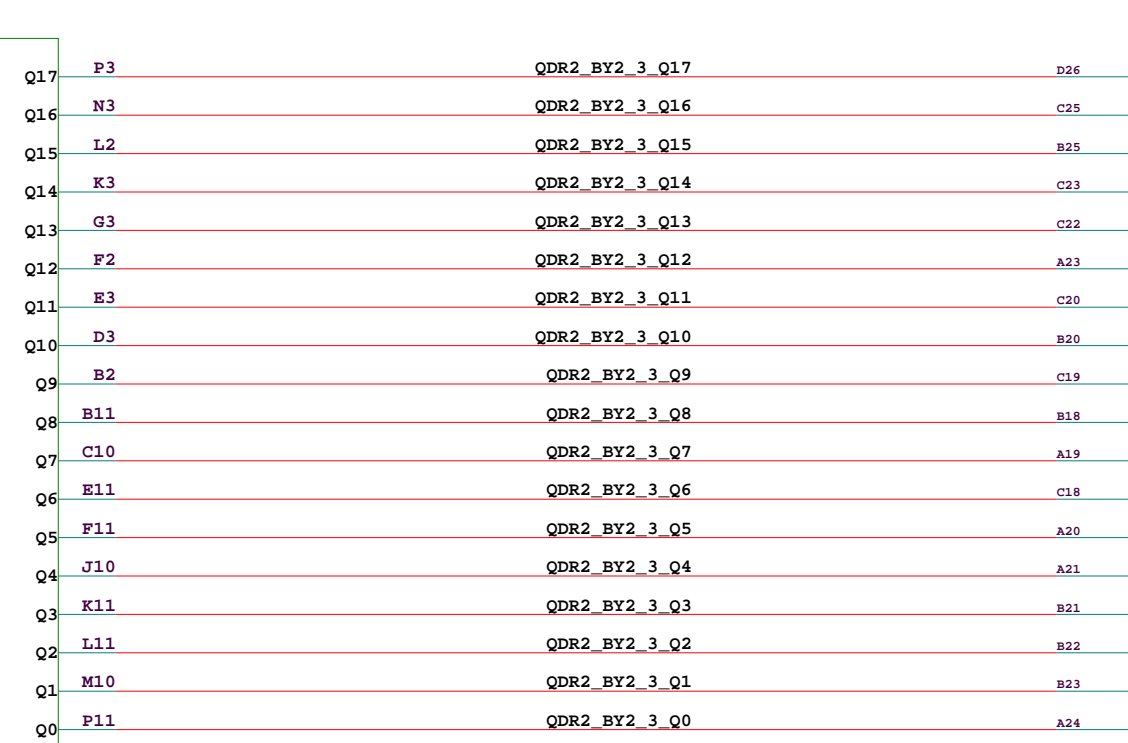 Q17 P3 QDR2_BY2_3_Q17 D26
Q16 N3 QDR2_BY2_3_Q16 C25
Q15 L2 QDR2_BY2_3_Q15 B25
Q14 K3 QDR2_BY2_3_Q14 C23
Q13 G3 QDR2_BY2_3_Q13 C22
Q12 F2 QDR2_BY2_3_Q12 A23
Q11 E3 QDR2_BY2_3_Q11 C20
Q10 D3 QDR2_BY2_3_Q10 B20
Q9 B2 QDR2_BY2_3_Q9 C19
Q8 B11 QDR2_BY2_3_Q8 B18
Q7 C10 QDR2_BY2_3_Q7 A19
Q6 E11 QDR2_BY2_3_Q6 C18
Q5 F11 QDR2_BY2_3_Q5 A20
Q4 J10 QDR2_BY2_3_Q4 A21
Q3 K11 QDR2_BY2_3_Q3 B21
Q2 L11 QDR2_BY2_3_Q2 B22
Q1 M10 QDR2_BY2_3_Q1 B23
Q0 P11 QDR2_BY2_3_Q0 A24